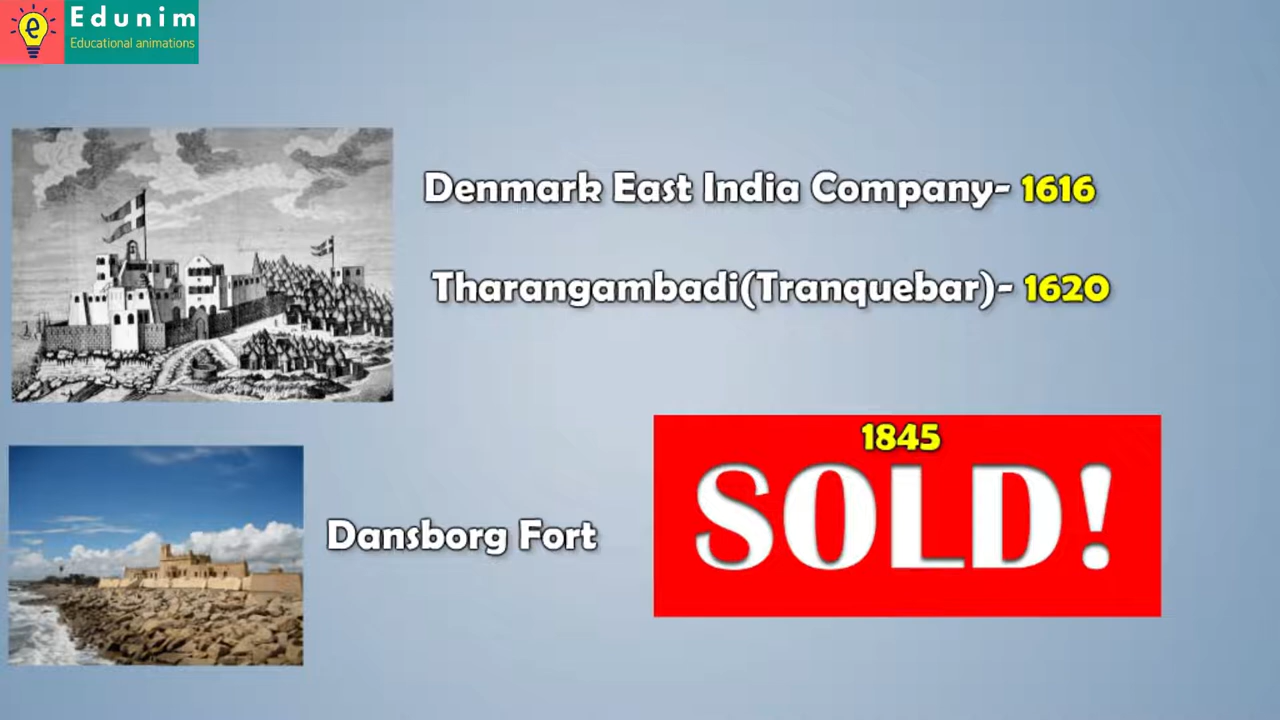 e
Edunim
Educational animations
Denmark East India Company- 1616
Tharangambadi(Tranquebar)- 1620
1845
SOLD!
Dansborg Fort